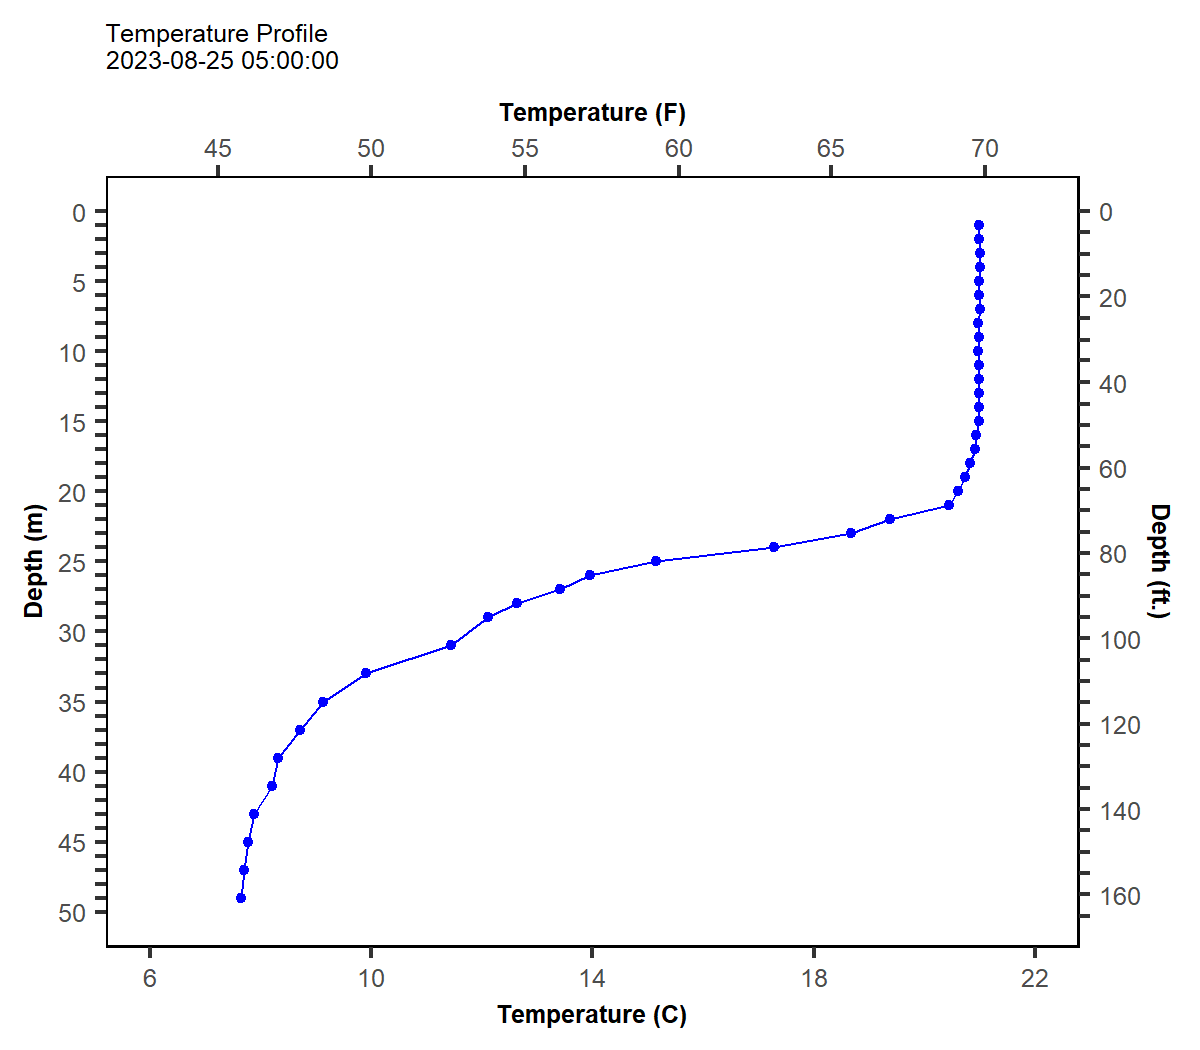 Temperature Profile
2023-08-25 05:00:00
Temperature (F)
45 50 55 60 65 70
0 5 10 15 20 25 30 35 40 45 50
Depth (m)
0 20 40 60 80 100 120 140 160
Depth (ft.)
6 10 14 18 22
Temperature (C)